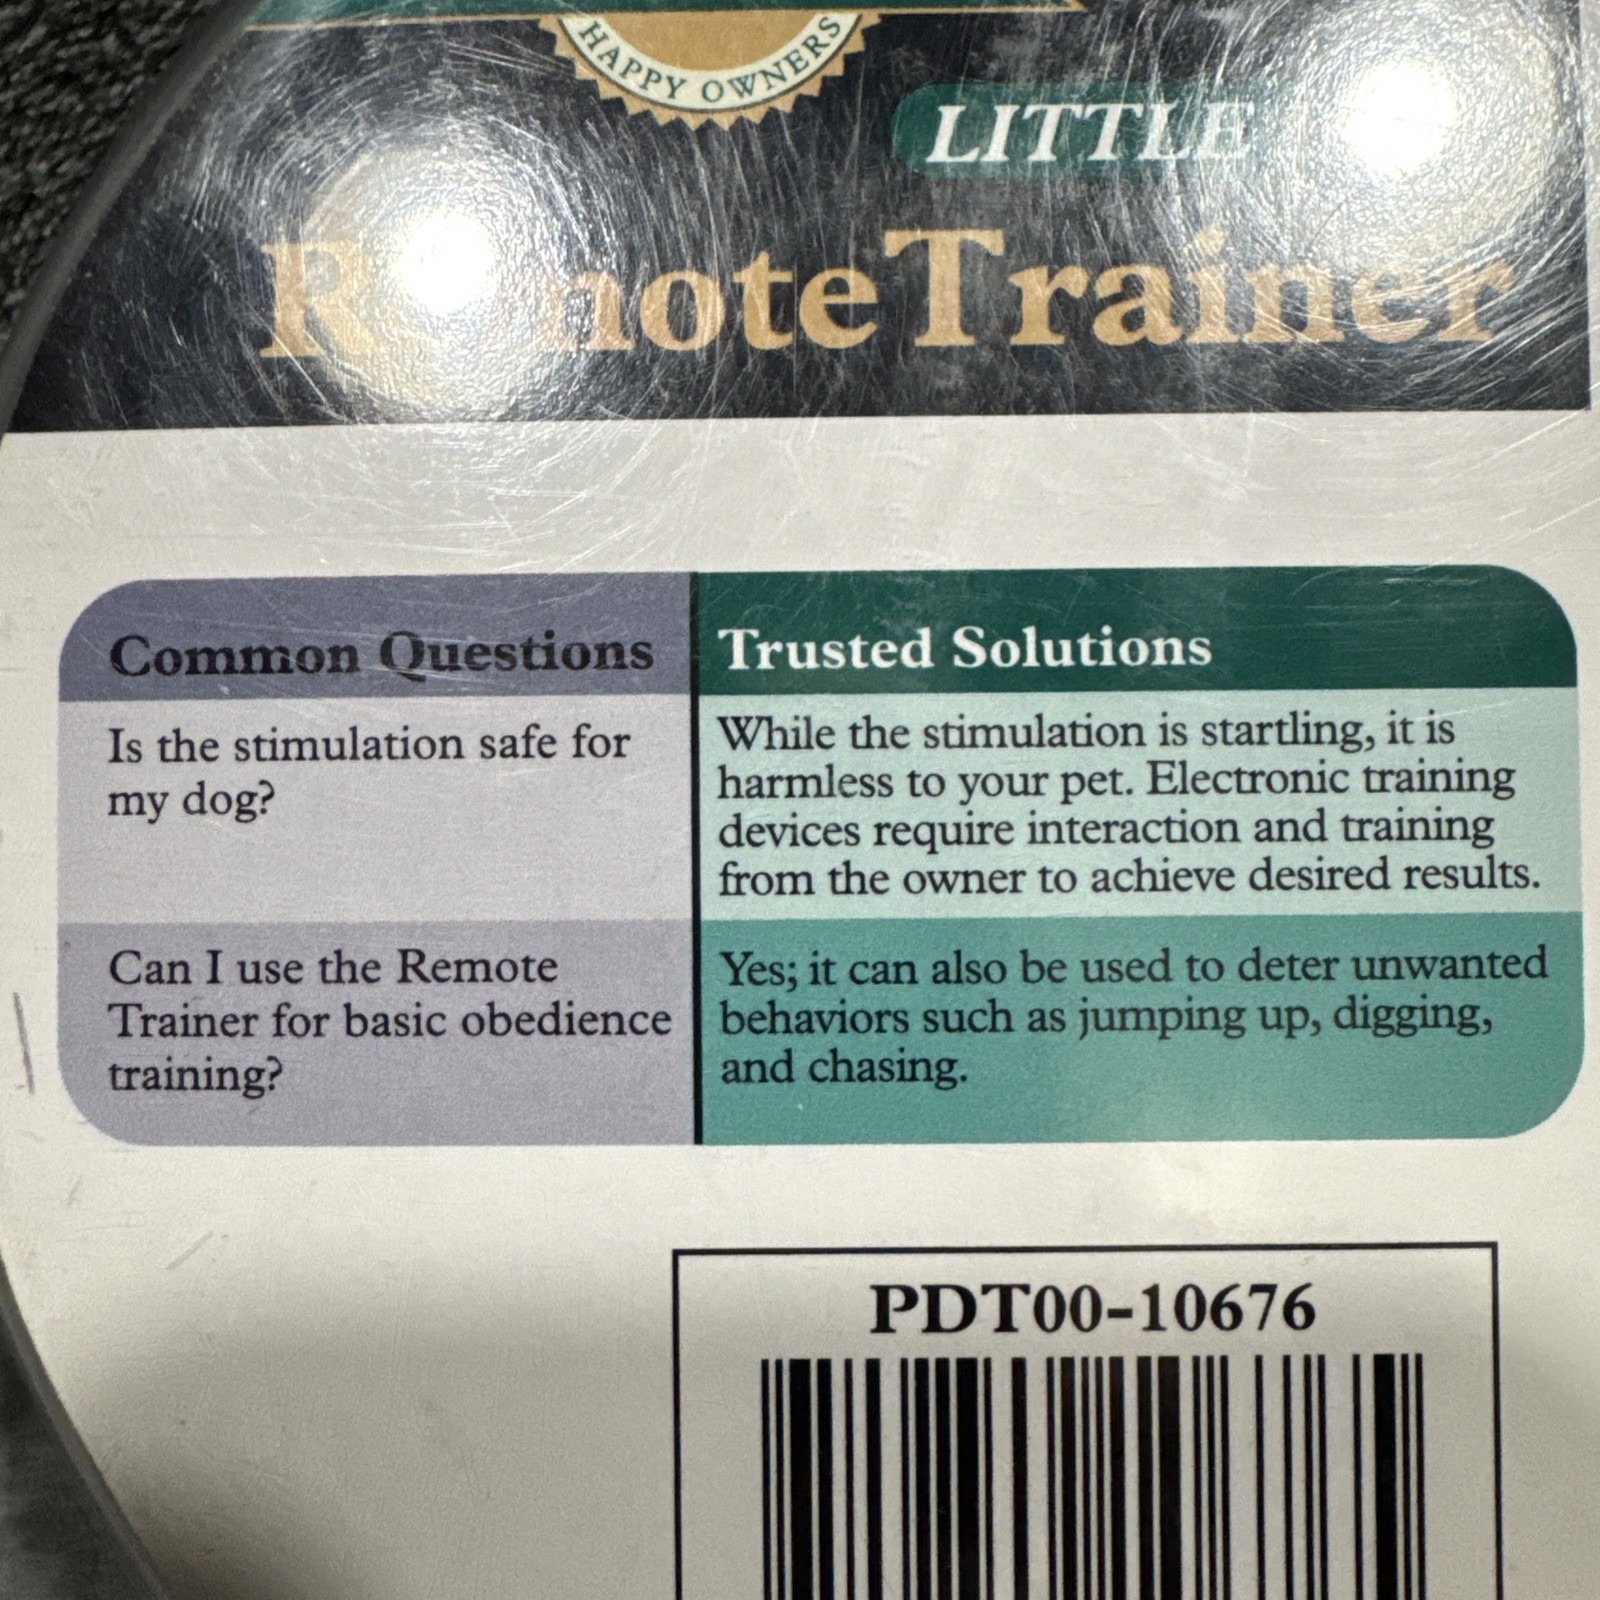 HAPPY OWNERS
LITTLE
Remote Trainer
Common Questions
Trusted Solutions
Is the stimulation safe for
my dog?
While the stimulation is startling, it is
harmless to your pet. Electronic training
devices require interaction and training
from the owner to achieve desired results.
Can I use the Remote
Trainer for basic obedience
training?
Yes; it can also be used to deter unwanted
behaviors such as jumping up, digging,
and chasing.
PDT00-10676